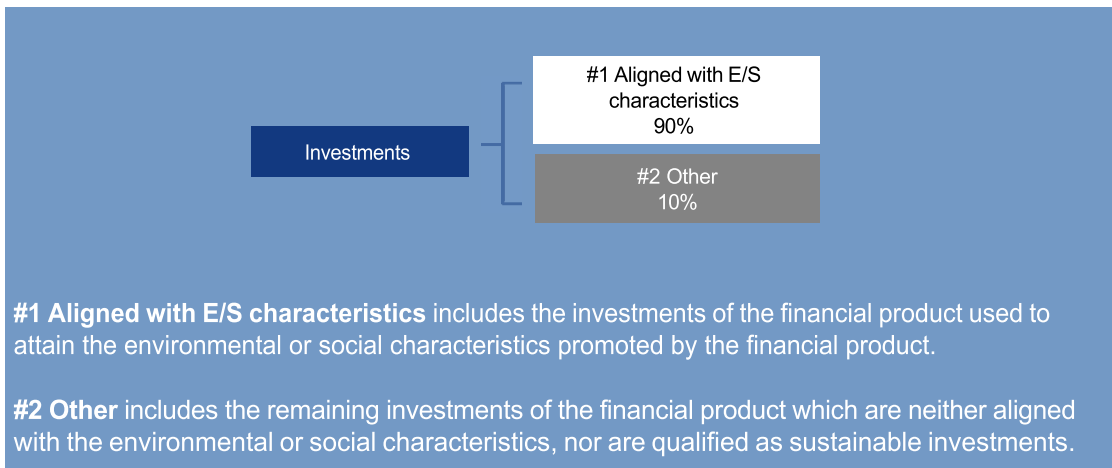 #1 Aligned with E/S
characteristics
90%
Investments
#2 Other
10%
#1 Aligned with E/S characteristics includes the investments of the financial product used to
attain the environmental or social characteristics promoted by the financial product.
#2 Other includes the remaining investments of the financial product which are neither aligned
with the environmental or social characteristics, nor are qualified as sustainable investments.